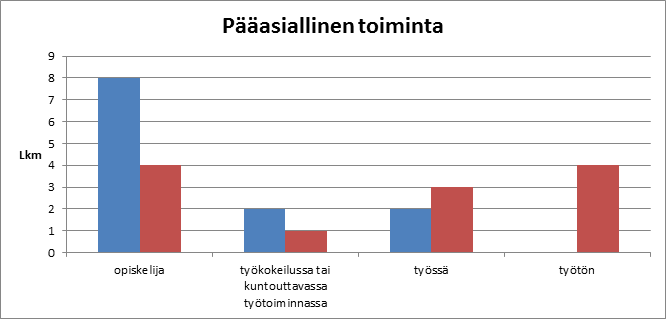 Pääasiallinen toiminta
9
8
7
6
5
4
3
2
1
0
Lkm
opiskelija
työkokeilussa tai
kuntouttavassa
työtoiminnassa
työssä
työtön